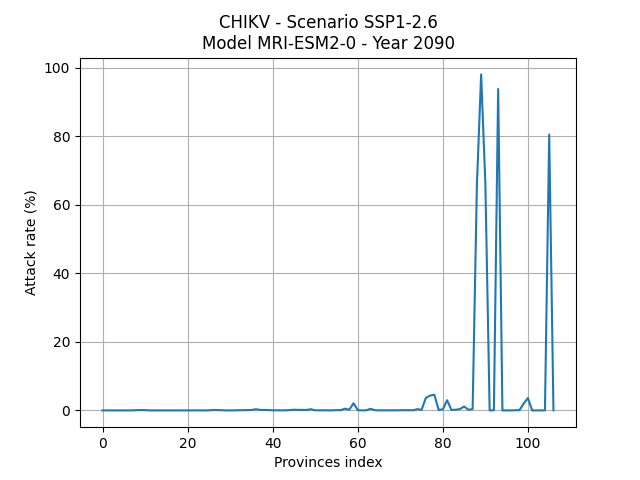 CHIKV - Scenario SSP1-2.6
Model MRI-ESM2-0 - Year 2090
Attack rate (%)
100
80
60
40
20
0
0 20 40 60 80 100
Provinces index